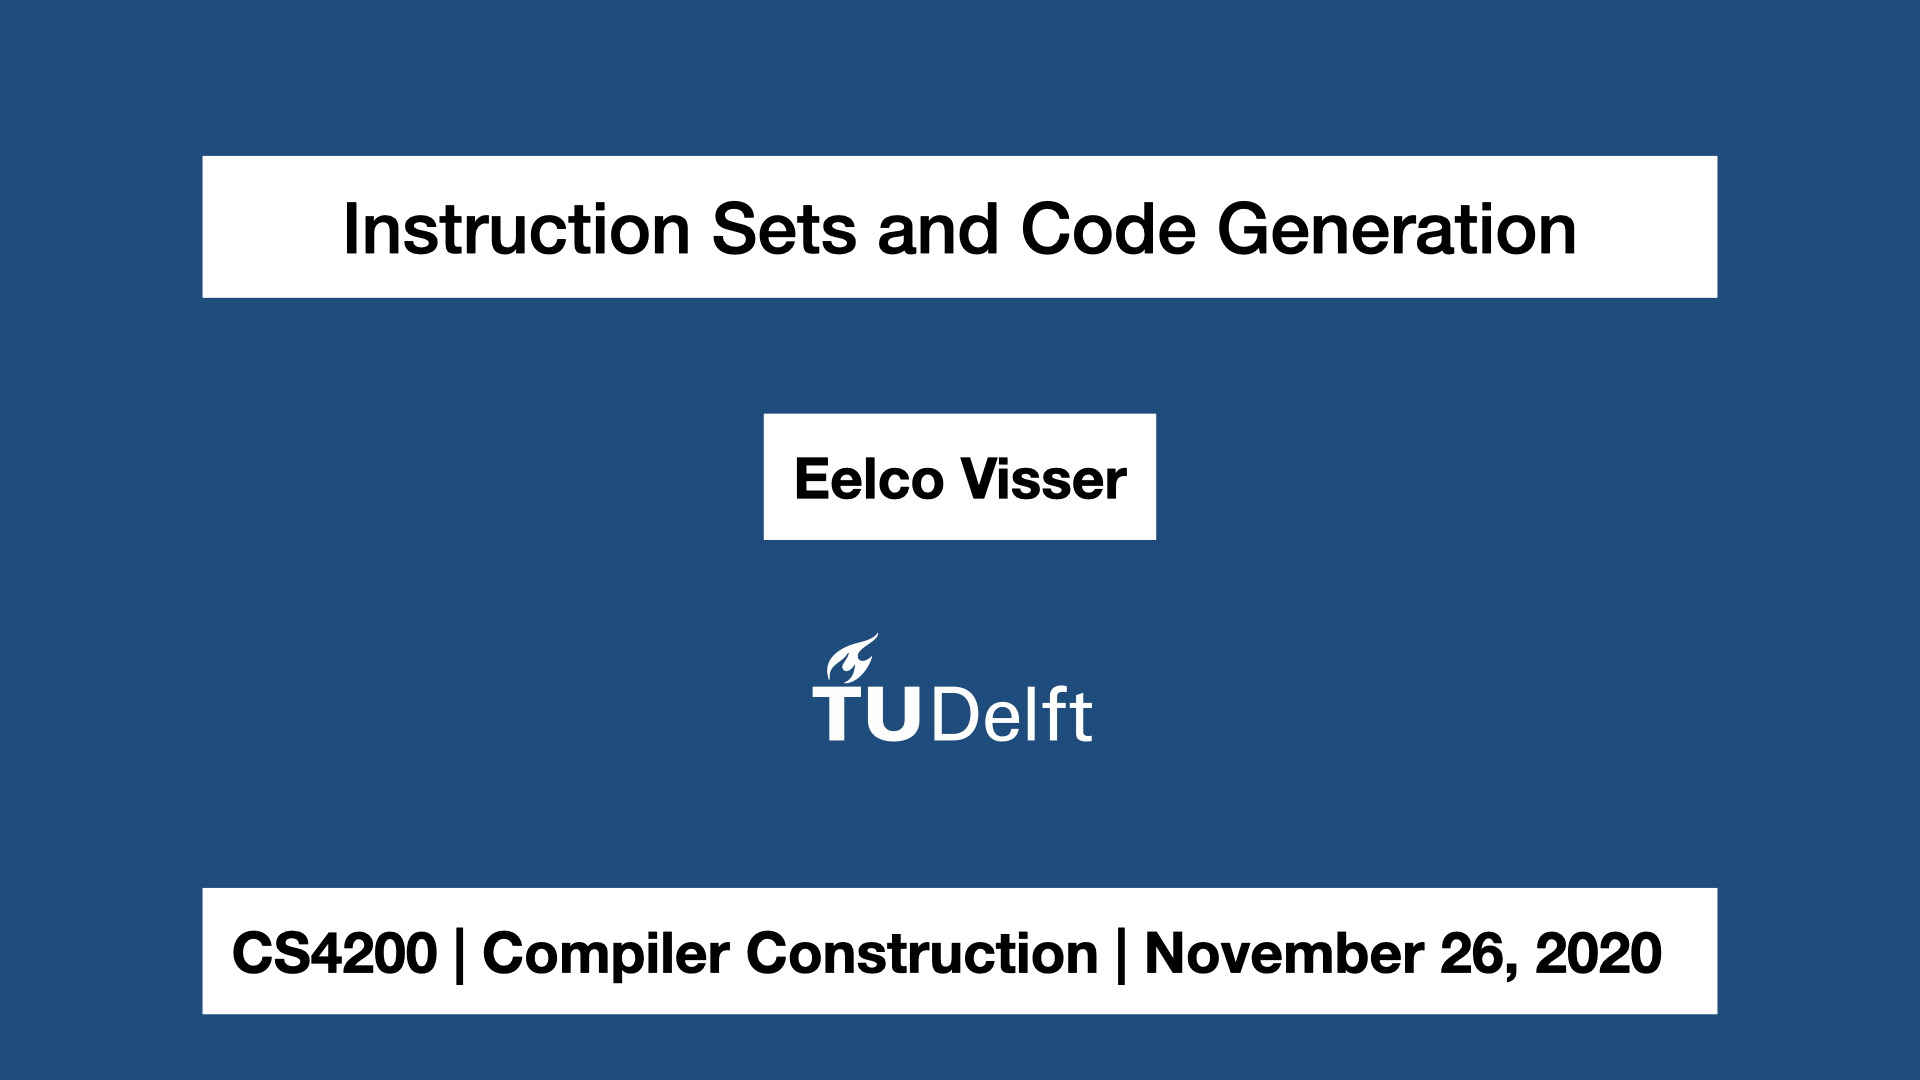 Instruction Sets and Code Generation
Eelco Visser
TUDelft
CS4200 | Compiler Construction | November 26, 2020